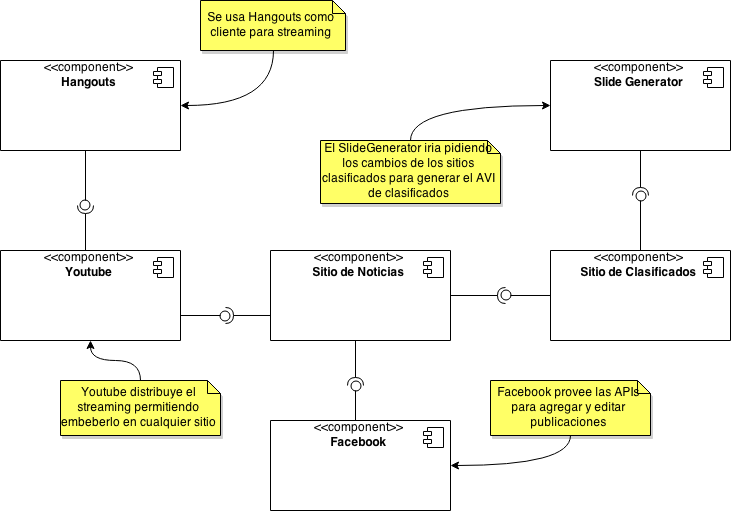 Se usa Hangouts como
cliente para streaming
<<component>>
Hangouts
<<component>>
Slide Generator
El SlideGenerator iria pidiendo
los cambios de los sitios
clasificados para generar el AVI
de clasificados
<<component>>
Youtube
<<component>>
Sitio de Noticias
<<component>>
Sitio de Clasificados
Youtube distribuye el
streaming permitiendo
embeberlo en cualquier sitio
Facebook provee las APIs
para agregar y editar
publicaciones
<<component>>
Facebook